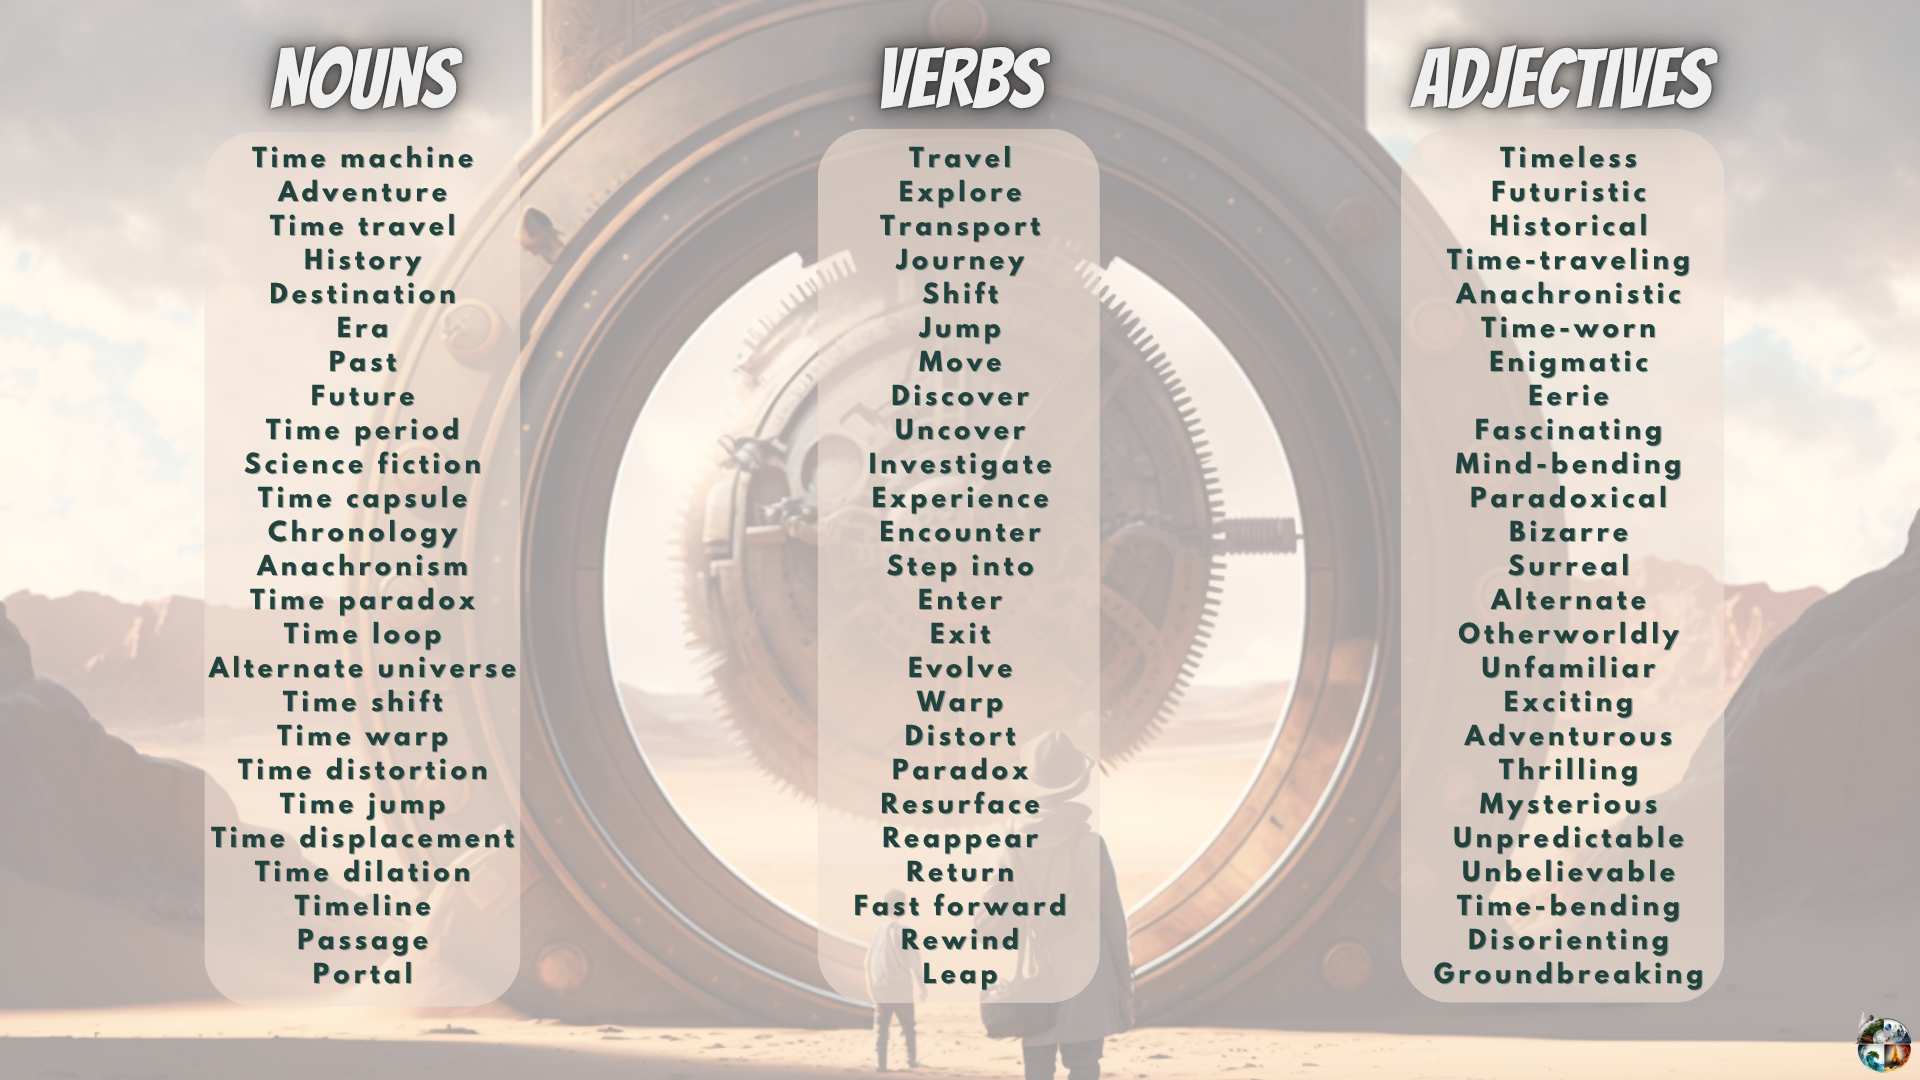 NOUNS
Time machine
Adventure
Time travel
History
Destination
Era
Past
Future
Time period
Science fiction
Time capsule
Chronology
Anachronism
Time paradox
Time loop
Alternate universe
Time shift
Time warp
Time distortion
Time jump
Time displacement
Time dilation
Timeline
Passage
Portal
VERBS
Travel
Explore
Transport
Journey
Shift
Jump
Move
Discover
Uncover
Investigate
Experience
Encounter
Step into
Enter
Exit
Evolve
Warp
Distort
Paradox
Resurface
Reappear
Return
Fast forward
Rewind
Leap
ADJECTIVES
Timeless
Futuristic
Historical
Time-traveling
Anachronistic
Time-worn
Enigmatic
Eerie
Fascinating
Mind-bending
Paradoxical
Bizarre
Surreal
Alternate
Otherworldly
Unfamiliar
Exciting
Adventurous
Thrilling
Mysterious
Unpredictable
Unbelievable
Time-bending
Disorienting
Groundbreaking